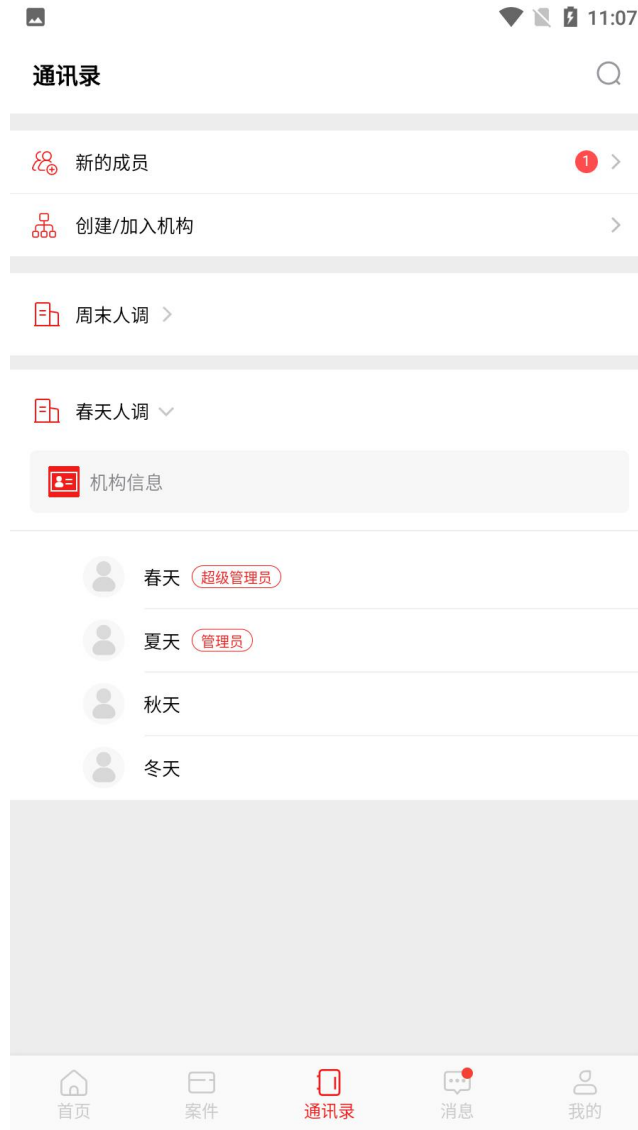 11:07
通讯录
新的成员 1
创建/加入机构
周末人调
春天人调
机构信息
春天 超级管理员
夏天 管理员
秋天
冬天
首页 案件 通讯录 消息 我的